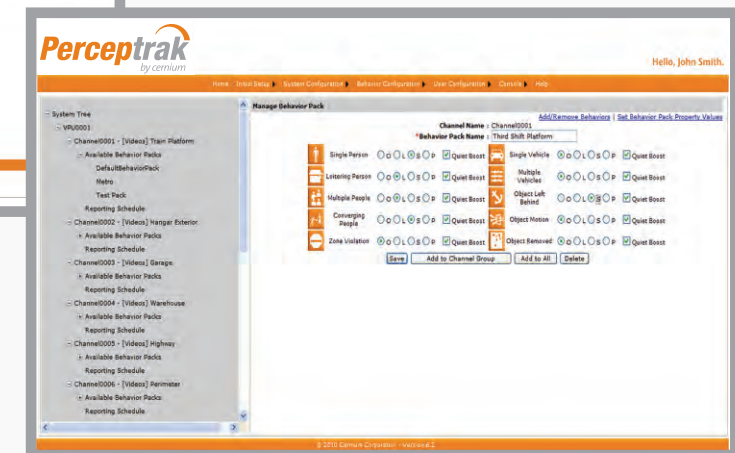 Perceptrak
by cernium
Hello, John Smith.
Home Initial Setup System Configuration Behavior Configuration User Configuration Console Help
System Tree
VPU0001
Channel0001 - [Videos] Train Platform
Available Behavior Packs
DefaultBehaviorPack
Metro
Test Pack
Reporting Schedule
Channel0002 - [Videos] Hangar Exterior
Available Behavior Packs
Reporting Schedule
Channel0003 - [Videos] Garage
Available Behavior Packs
Reporting Schedule
Channel0004 - [Videos] Warehouse
Available Behavior Packs
Reporting Schedule
Channel0005 - [Videos] Highway
Available Behavior Packs
Reporting Schedule
Channel0006 - [Videos] Perimeter
Available Behavior Packs
Reporting Schedule
Manage Behavior Pack
Add/Remove Behaviors | Set Behavior Pack Property Values
Channel Name : Channel0001
*Behavior Pack Name : Third Shift Platform
Single Person O L S P Quiet Boost Single Vehicle O L S P Quiet Boost
Loitering Person O L S P Quiet Boost Multiple Vehicles O L S P Quiet Boost
Multiple People O L S P Quiet Boost Object Left Behind O L S P Quiet Boost
Converging People O L S P Quiet Boost Object Motion O L S P Quiet Boost
Zone Violation O L S P Quiet Boost Object Removed O L S P Quiet Boost
Save Add to Channel Group Add to All Delete
© 2010 Cernium Corporation - Version 6.2